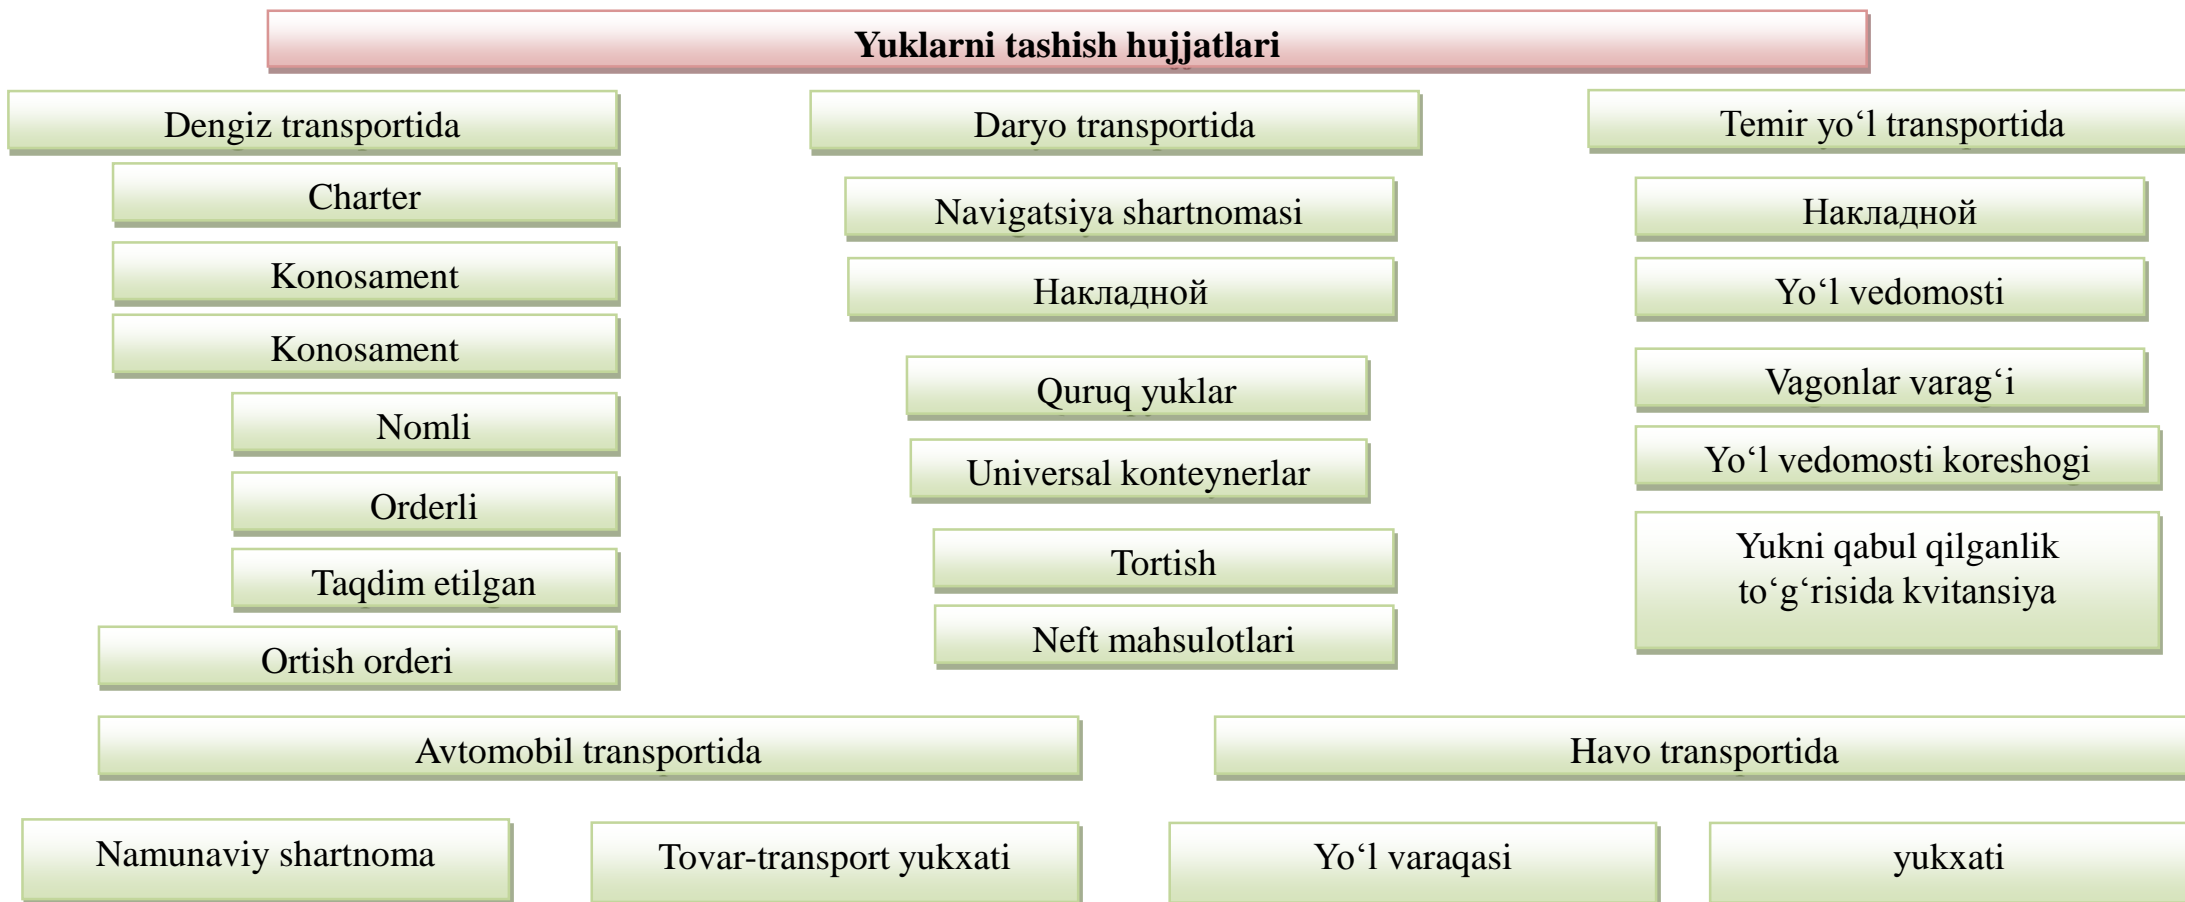 Yuklarni tashish hujjatlari
Dengiz transportida
Charter
Konosament
Konosament
Nomli
Orderli
Taqdim etilgan
Ortish orderi
Daryo transportida
Navigatsiya shartnomasi
Накладной
Quruq yuklar
Universal konteynerlar
Tortish
Neft mahsulotlari
Temir yo‘l transportida
Накладной
Yo‘l vedomosti
Vagonlar varag‘i
Yo‘l vedomosti koreshogi
Yukni qabul qilganlik
to‘g‘risida kvitansiya
Avtomobil transportida
Namunaviy shartnoma
Tovar-transport yukxati
Havo transportida
Yo‘l varaqasi
yukxati